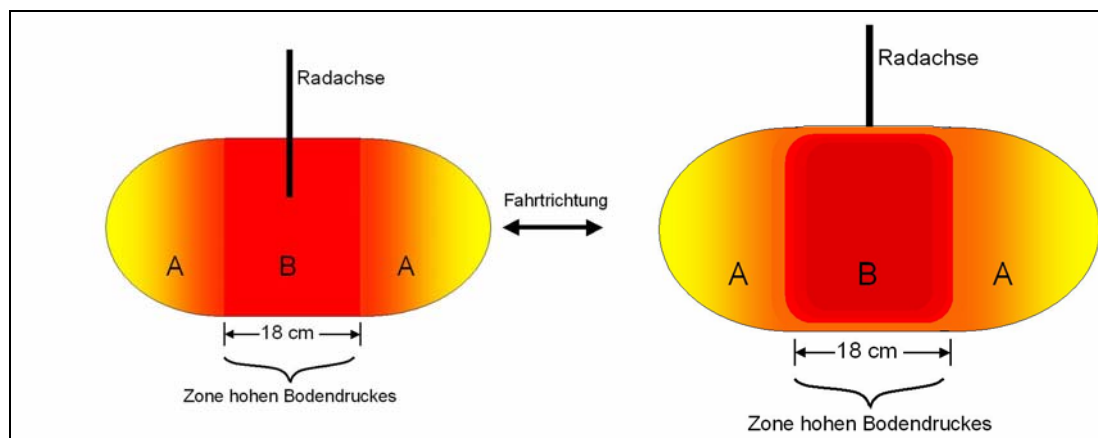 Radachse
A
B
A
18 cm
Zone hohen Bodendruckes
Fahrtrichtung
Radachse
A
B
A
18 cm
Zone hohen Bodendruckes